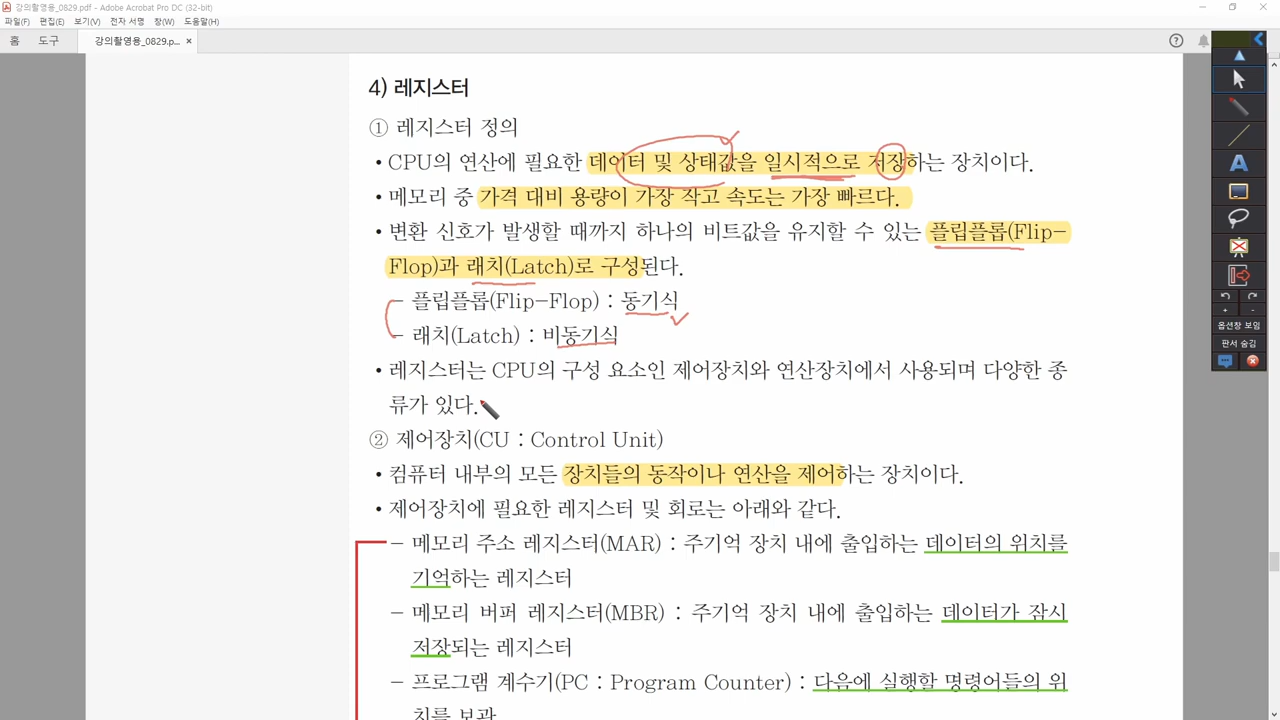 강의촬영용_0829.pdf - Adobe Acrobat Pro DC (32-bit)
파일(F) 편집(E) 보기(V) 전자 서명 창(W) 도움말(H)
홈 도구 강의촬영용_0829.p... ×
4) 레지스터
① 레지스터 정의
• CPU의 연산에 필요한 데이터 및 상태값을 일시적으로 저장하는 장치이다.
• 메모리 중 가격 대비 용량이 가장 작고 속도는 가장 빠르다.
• 변환 신호가 발생할 때까지 하나의 비트값을 유지할 수 있는 플립플롭(Flip-
Flop)과 래치(Latch)로 구성된다.
- 플립플롭(Flip-Flop) : 동기식
- 래치(Latch) : 비동기식
• 레지스터는 CPU의 구성 요소인 제어장치와 연산장치에서 사용되며 다양한 종
류가 있다.
② 제어장치(CU : Control Unit)
• 컴퓨터 내부의 모든 장치들의 동작이나 연산을 제어하는 장치이다.
• 제어장치에 필요한 레지스터 및 회로는 아래와 같다.
- 메모리 주소 레지스터(MAR) : 주기억 장치 내에 출입하는 데이터의 위치를
기억하는 레지스터
- 메모리 버퍼 레지스터(MBR) : 주기억 장치 내에 출입하는 데이터가 잠시
저장되는 레지스터
- 프로그램 계수기(PC : Program Counter) : 다음에 실행할 명령어들의 위
치를 보관
A
옵션창 보임
판서 숨김